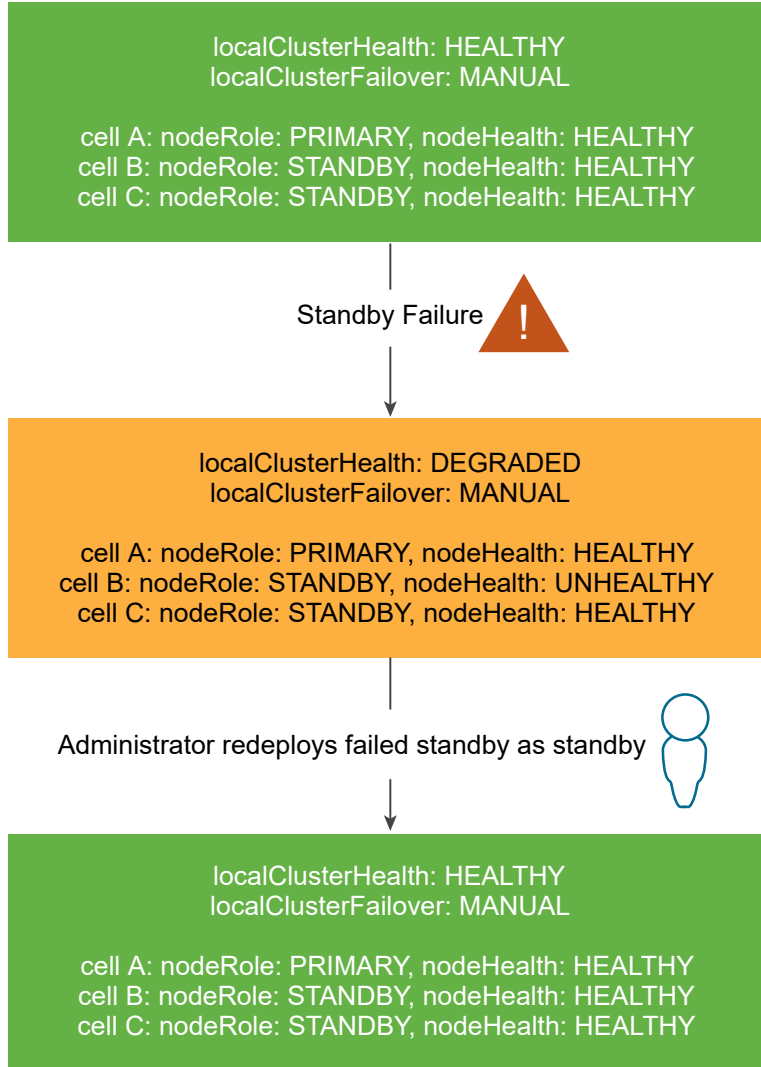 localClusterHealth: HEALTHY
localClusterFailover: MANUAL
cell A: nodeRole: PRIMARY, nodeHealth: HEALTHY
cell B: nodeRole: STANDBY, nodeHealth: HEALTHY
cell C: nodeRole: STANDBY, nodeHealth: HEALTHY
Standby Failure
!
localClusterHealth: DEGRADED
localClusterFailover: MANUAL
cell A: nodeRole: PRIMARY, nodeHealth: HEALTHY
cell B: nodeRole: STANDBY, nodeHealth: UNHEALTHY
cell C: nodeRole: STANDBY, nodeHealth: HEALTHY
Administrator redeploys failed standby as standby
localClusterHealth: HEALTHY
localClusterFailover: MANUAL
cell A: nodeRole: PRIMARY, nodeHealth: HEALTHY
cell B: nodeRole: STANDBY, nodeHealth: HEALTHY
cell C: nodeRole: STANDBY, nodeHealth: HEALTHY